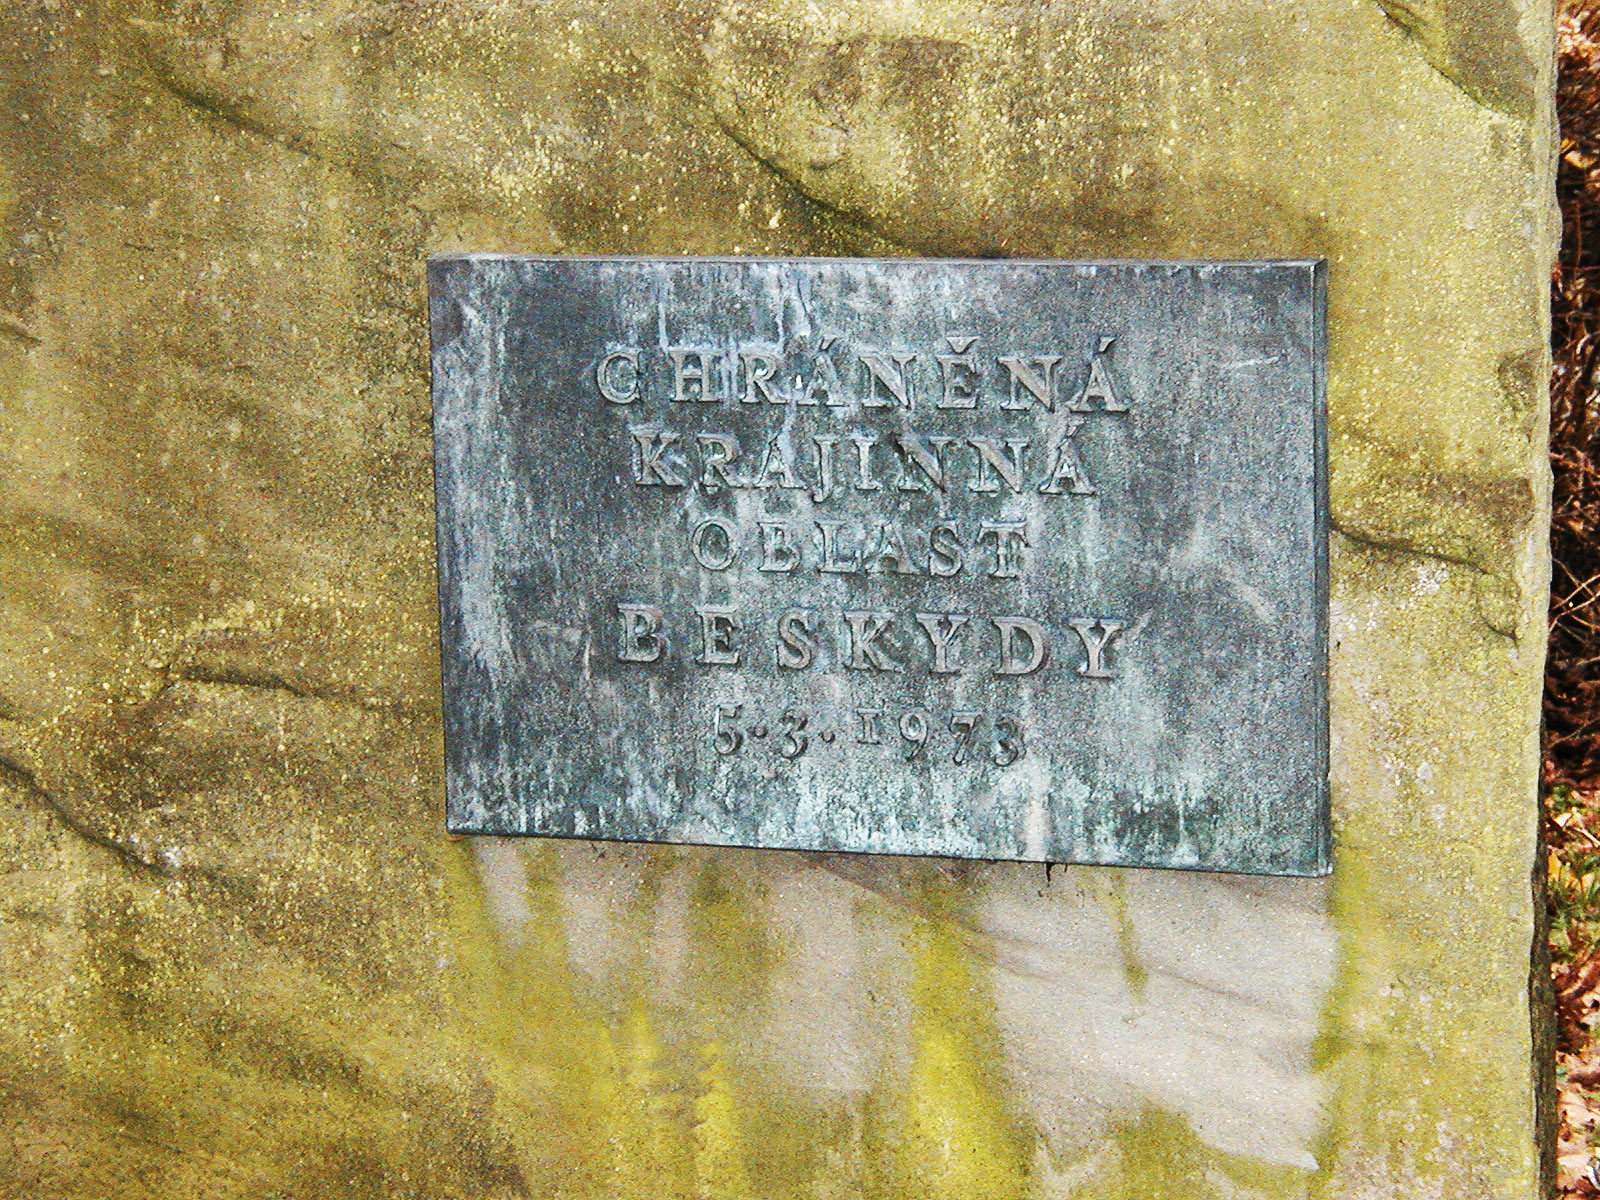 CHRÁNĚNÁ
KRAJINNÁ
OBLAST
BESKYDY
5.3.1973